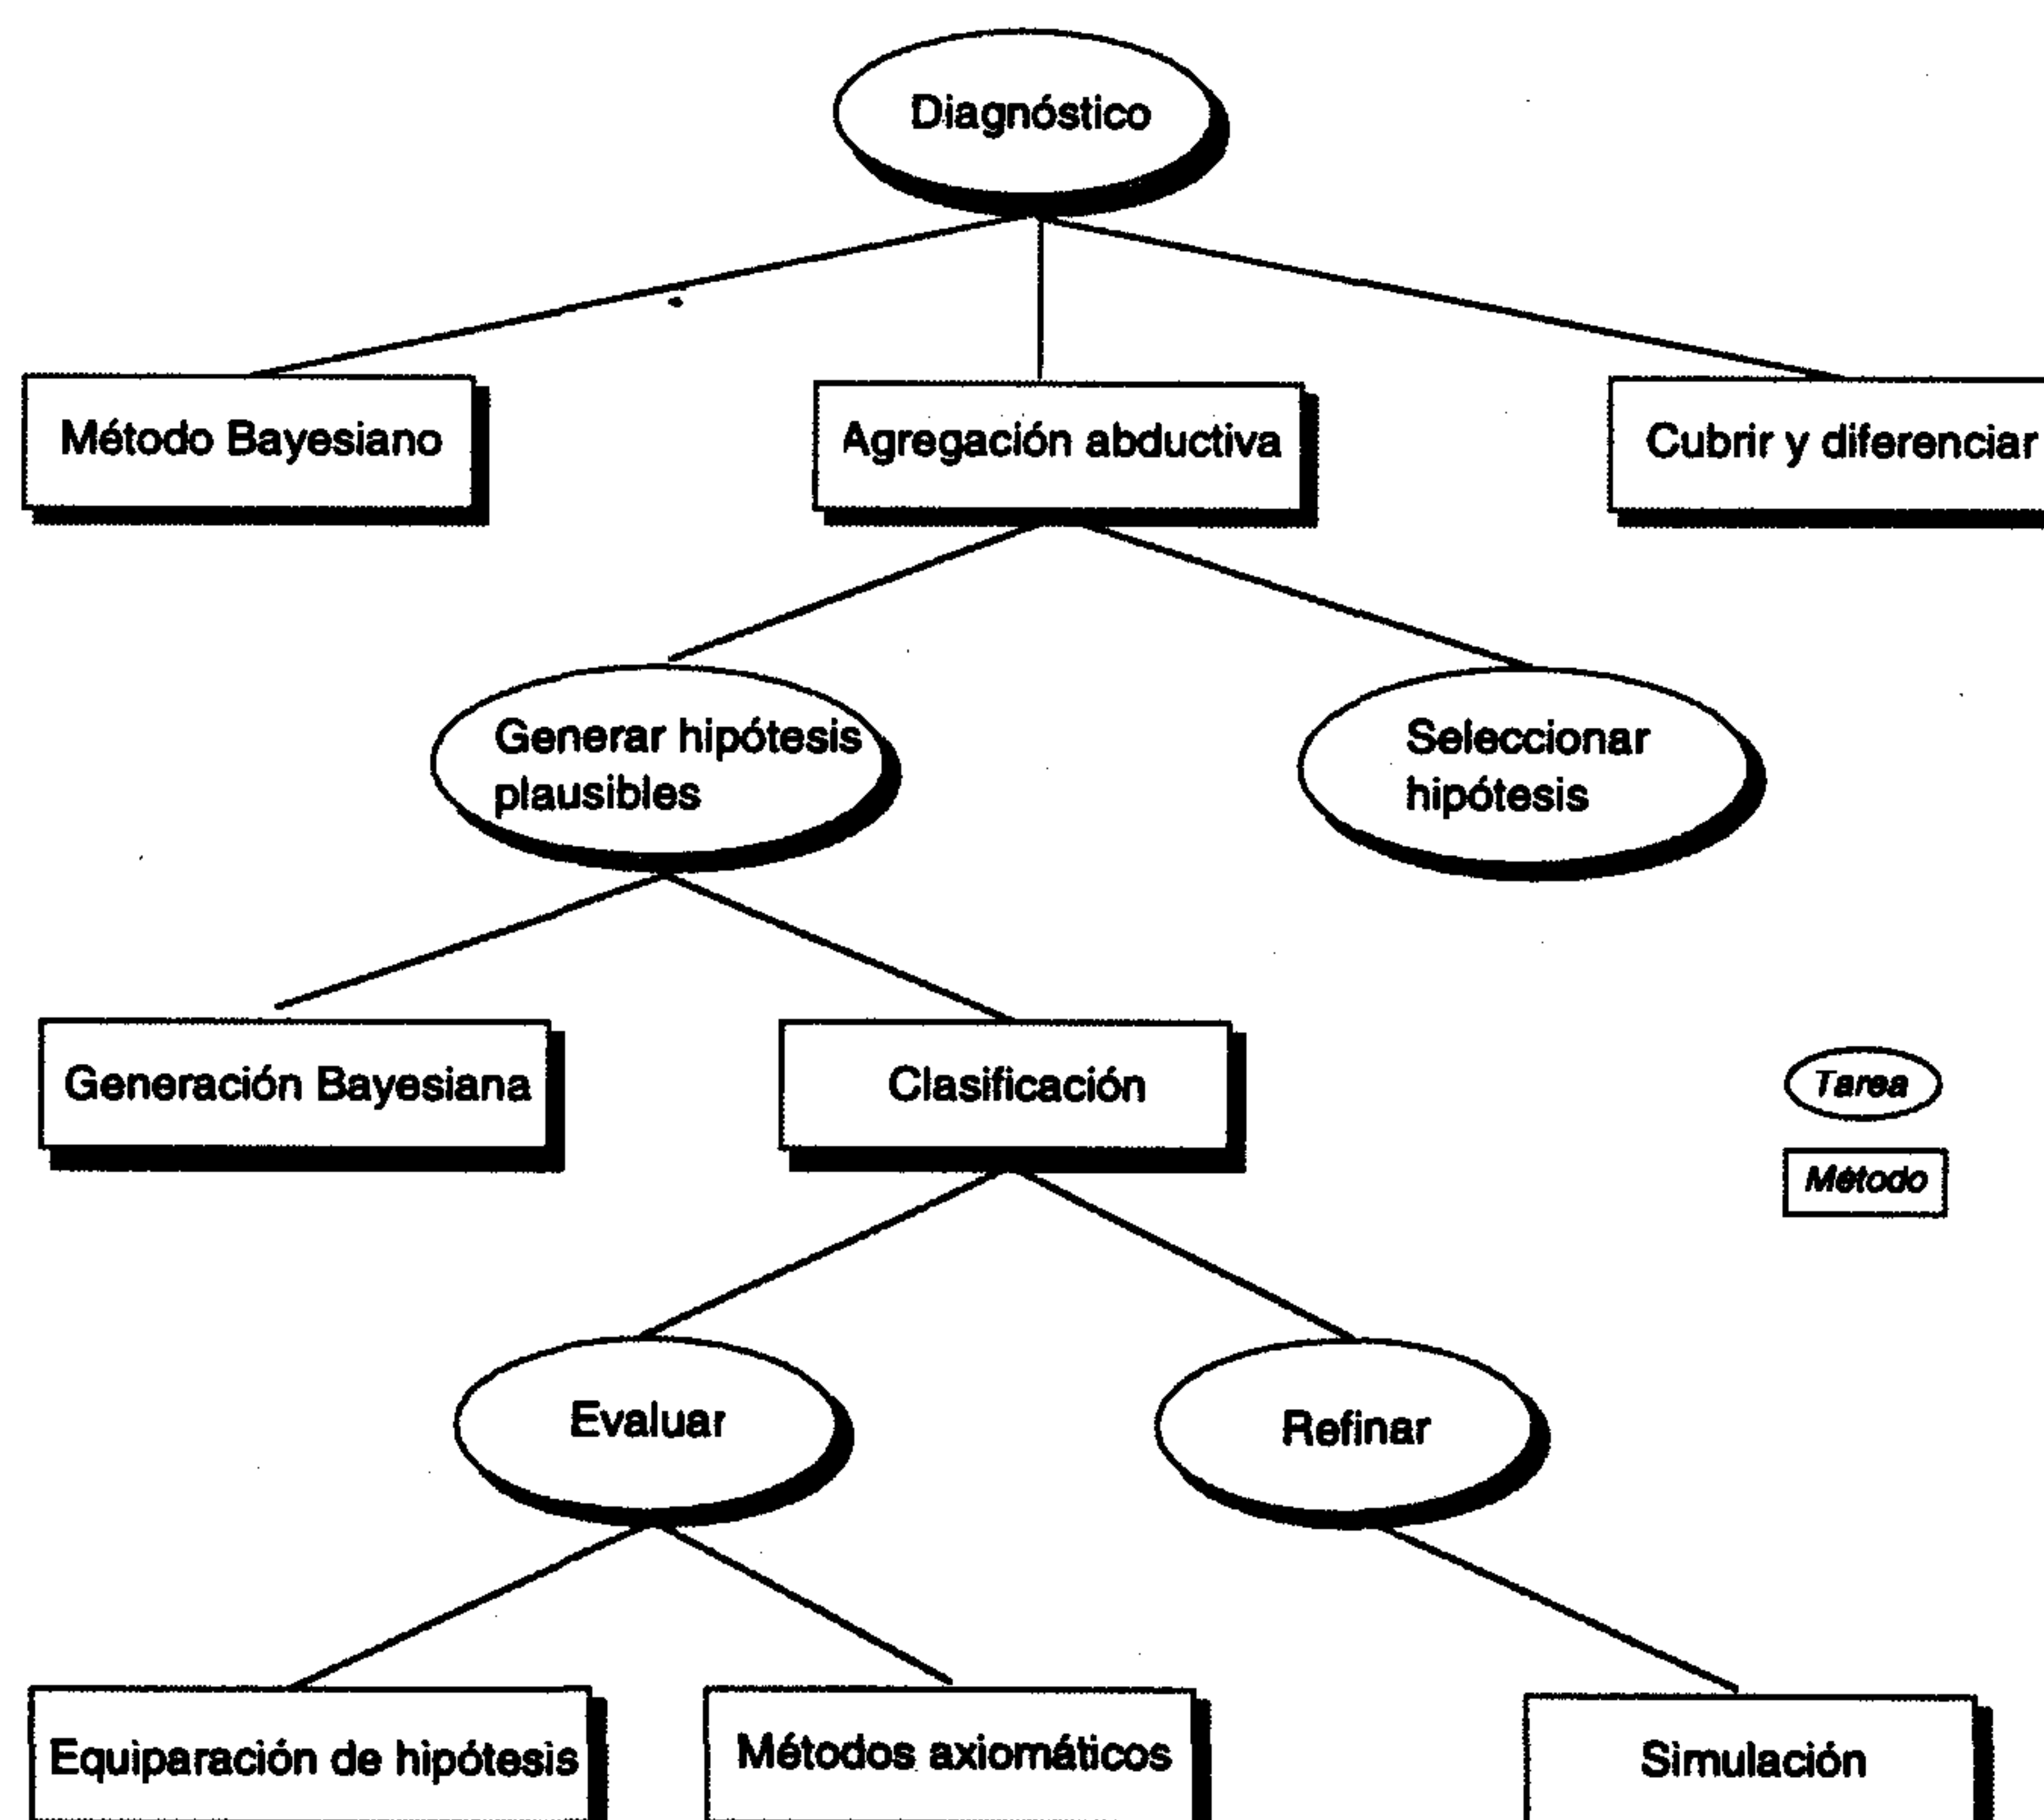 Diagnóstico
Método Bayesiano
Agregación abductiva
Cubrir y diferenciar
Generar hipótesis
plausibles
Seleccionar
hipótesis
Generación Bayesiana
Clasificación
Tarea
Método
Evaluar
Refinar
Equiparación de hipótesis
Métodos axiomáticos
Simulación